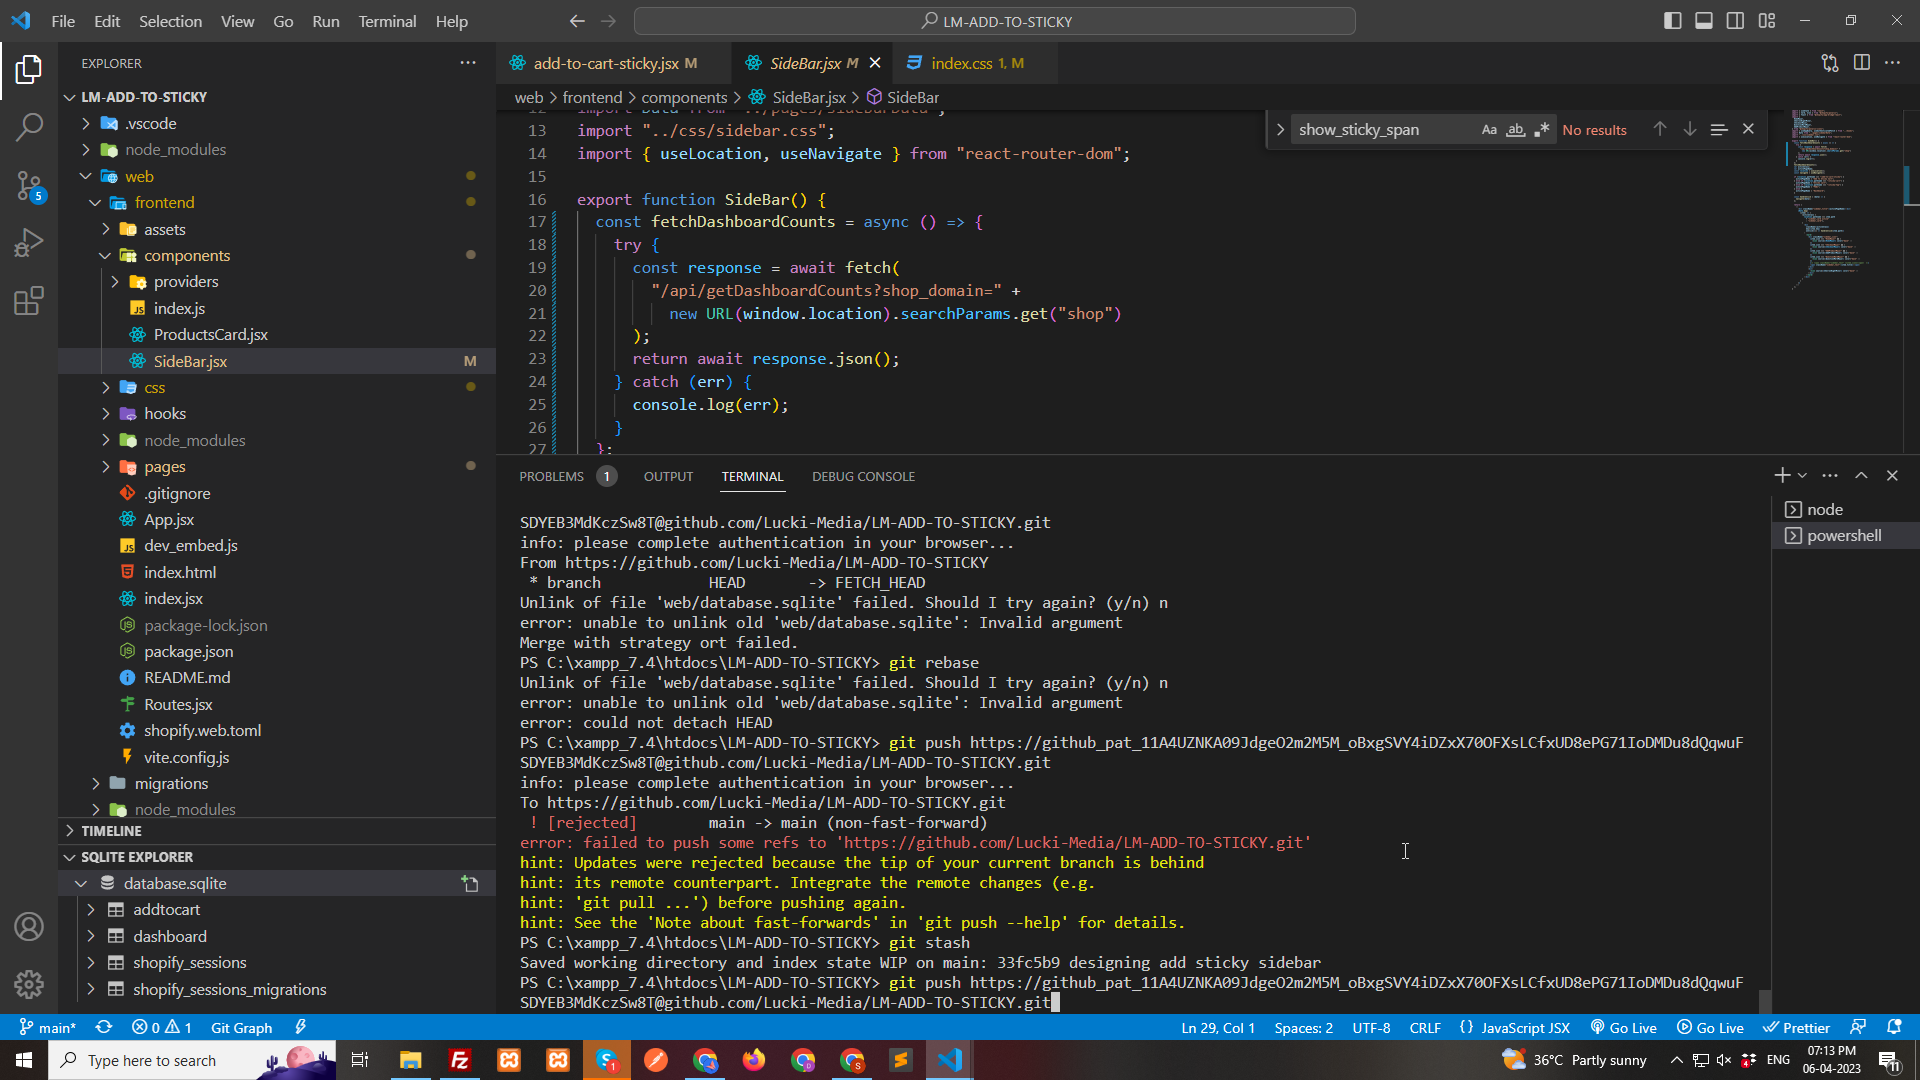 File Edit Selection View Go Run Terminal Help
LM-ADD-TO-STICKY
EXPLORER
LM-ADD-TO-STICKY
.vscode
node_modules
web
frontend
assets
components
providers
index.js
ProductsCard.jsx
SideBar.jsx M
css
hooks
node_modules
pages
.gitignore
App.jsx
dev_embed.js
index.html
index.jsx
package-lock.json
package.json
README.md
Routes.jsx
shopify.web.toml
vite.config.js
migrations
node_modules
TIMELINE
SQLITE EXPLORER
database.sqlite
addtocart
dashboard
shopify_sessions
shopify_sessions_migrations
5
add-to-cart-sticky.jsx M
SideBar.jsx M
index.css 1, M
web > frontend > components > SideBar.jsx > SideBar
show_sticky_span Aa ab .* No results
12 import Data from "../pages/sidebarData";
13 import "../css/sidebar.css";
14 import { useLocation, useNavigate } from "react-router-dom";
15
16 export function SideBar() {
17 const fetchDashboardCounts = async () => {
18 try {
19 const response = await fetch(
20 "/api/getDashboardCounts?shop_domain=" +
21 new URL(window.location).searchParams.get("shop")
22 );
23 return await response.json();
24 } catch (err) {
25 console.log(err);
26 }
27 };
PROBLEMS 1 OUTPUT TERMINAL DEBUG CONSOLE
node
powershell
SDYEB3MdKczSw8T@github.com/Lucki-Media/LM-ADD-TO-STICKY.git
info: please complete authentication in your browser...
From https://github.com/Lucki-Media/LM-ADD-TO-STICKY
* branch HEAD -> FETCH_HEAD
Unlink of file 'web/database.sqlite' failed. Should I try again? (y/n) n
error: unable to unlink old 'web/database.sqlite': Invalid argument
Merge with strategy ort failed.
PS C:\xampp_7.4\htdocs\LM-ADD-TO-STICKY> git rebase
Unlink of file 'web/database.sqlite' failed. Should I try again? (y/n) n
error: unable to unlink old 'web/database.sqlite': Invalid argument
error: could not detach HEAD
PS C:\xampp_7.4\htdocs\LM-ADD-TO-STICKY> git push https://github_pat_11A4UZNKA09JdgeO2m2M5M_oBxgSVY4iDZxX70OFXsLCfxUD8ePG71IoDMDu8dQqwuF
SDYEB3MdKczSw8T@github.com/Lucki-Media/LM-ADD-TO-STICKY.git
info: please complete authentication in your browser...
To https://github.com/Lucki-Media/LM-ADD-TO-STICKY.git
! [rejected] main -> main (non-fast-forward)
error: failed to push some refs to 'https://github.com/Lucki-Media/LM-ADD-TO-STICKY.git'
hint: Updates were rejected because the tip of your current branch is behind
hint: its remote counterpart. Integrate the remote changes (e.g.
hint: 'git pull ...') before pushing again.
hint: See the 'Note about fast-forwards' in 'git push --help' for details.
PS C:\xampp_7.4\htdocs\LM-ADD-TO-STICKY> git stash
Saved working directory and index state WIP on main: 33fc5b9 designing add sticky sidebar
PS C:\xampp_7.4\htdocs\LM-ADD-TO-STICKY> git push https://github_pat_11A4UZNKA09JdgeO2m2M5M_oBxgSVY4iDZxX70OFXsLCfxUD8ePG71IoDMDu8dQqwuF
SDYEB3MdKczSw8T@github.com/Lucki-Media/LM-ADD-TO-STICKY.git
main* 0 1 Git Graph Ln 29, Col 1 Spaces: 2 UTF-8 CRLF {} JavaScript JSX Go Live Go Live Prettier
Type here to search
36°C Partly sunny ENG
07:13 PM
06-04-2023
11